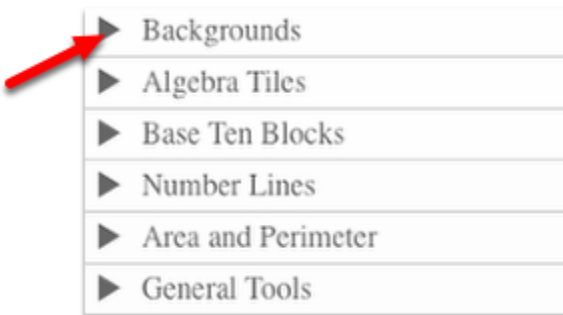 Backgrounds
Algebra Tiles
Base Ten Blocks
Number Lines
Area and Perimeter
General Tools